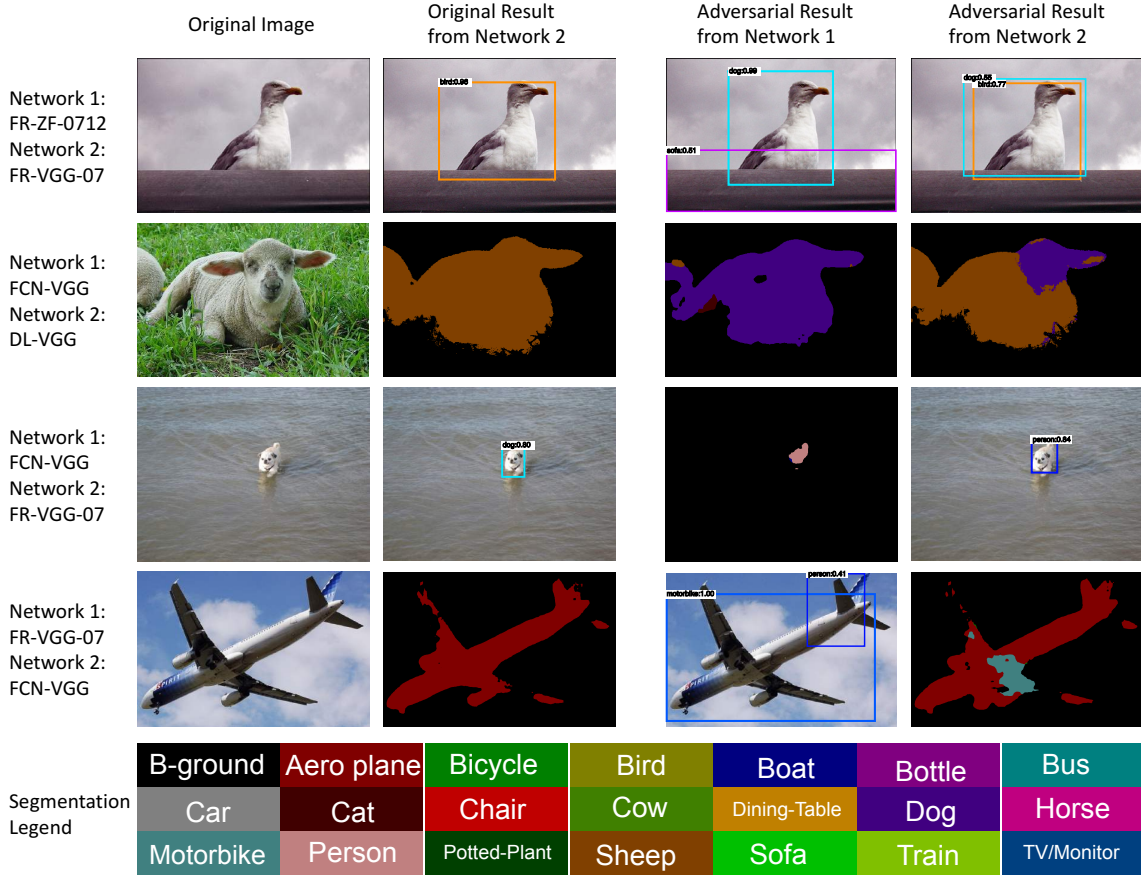 Original Image
Original Result
from Network 2
Adversarial Result
from Network 1
Adversarial Result
from Network 2
Network 1:
FR-ZF-0712
Network 2:
FR-VGG-07
bird:0.98
dog:0.99
sofa:0.81
dog:0.55
bird:0.77
Network 1:
FCN-VGG
Network 2:
DL-VGG
Network 1:
FCN-VGG
Network 2:
FR-VGG-07
dog:0.80
person:0.84
Network 1:
FR-VGG-07
Network 2:
FCN-VGG
person:0.41
motorbike:1.00
Segmentation
Legend
B-ground Aero plane Bicycle Bird Boat Bottle Bus
Car Cat Chair Cow Dining-Table Dog Horse
Motorbike Person Potted-Plant Sheep Sofa Train TV/Monitor